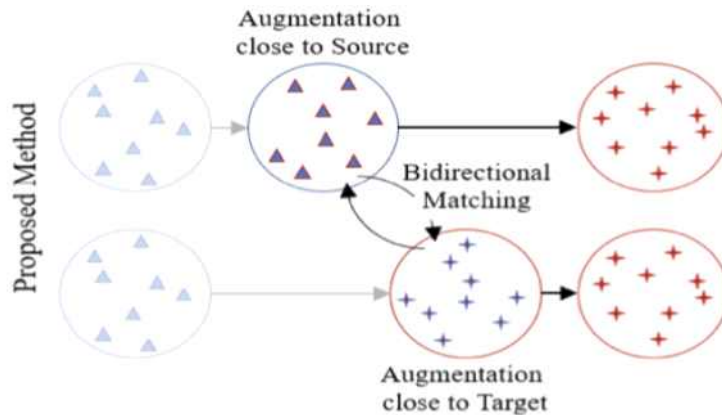 Augmentation
close to Source
Proposed Method
Bidirectional
Matching
Augmentation
close to Target